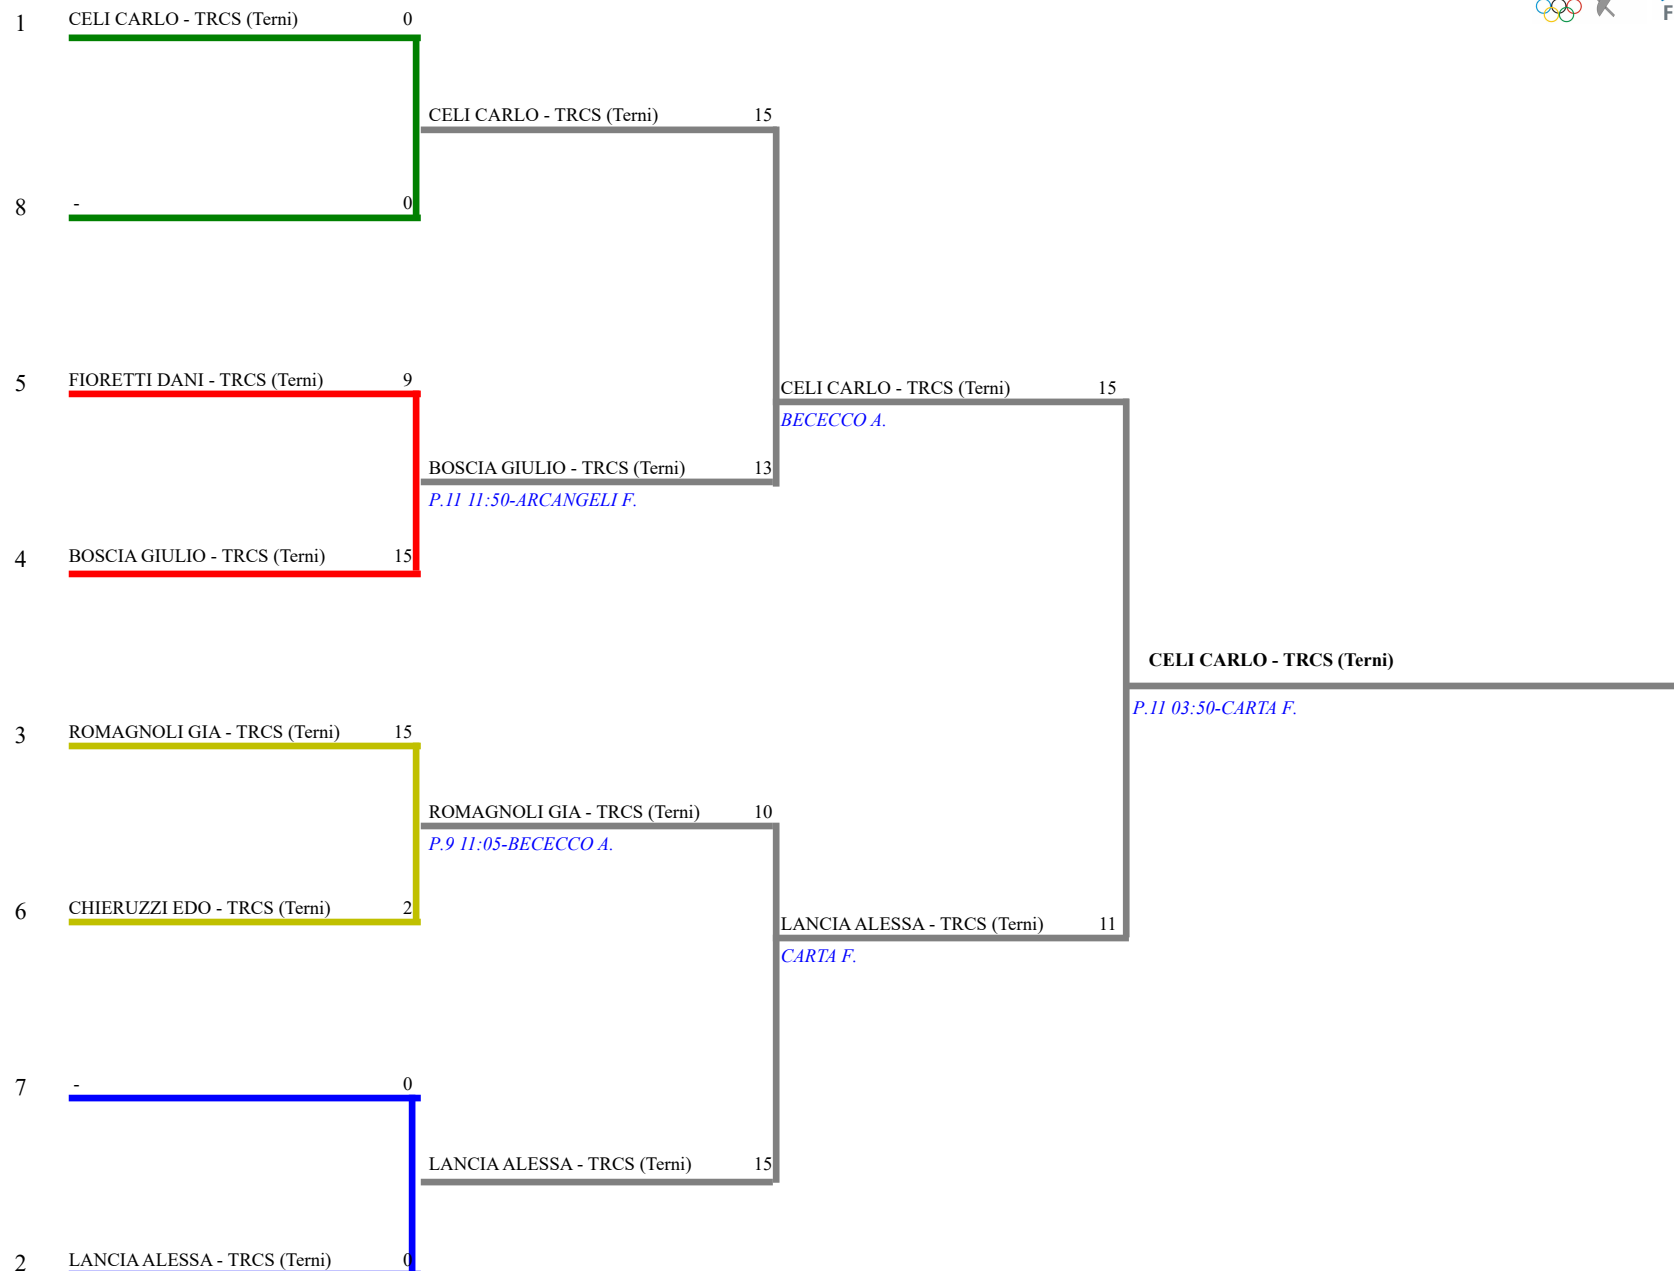 1 CELI CARLO - TRCS (Terni) 0
F
CELI CARLO - TRCS (Terni) 15
8 - 0
5 FIORETTI DANI - TRCS (Terni) 9
CELI CARLO - TRCS (Terni) 15
BECECCO A.
BOSCIA GIULIO - TRCS (Terni) 13
P.11 11:50-ARCANGELI F.
4 BOSCIA GIULIO - TRCS (Terni) 15
CELI CARLO - TRCS (Terni)
P.11 03:50-CARTA F.
3 ROMAGNOLI GIA - TRCS (Terni) 15
ROMAGNOLI GIA - TRCS (Terni) 10
P.9 11:05-BECECCO A.
6 CHIERUZZI EDO - TRCS (Terni) 2
LANCIA ALESSA - TRCS (Terni) 11
CARTA F.
7 - 0
LANCIA ALESSA - TRCS (Terni) 15
2 LANCIA ALESSA - TRCS (Terni) 0